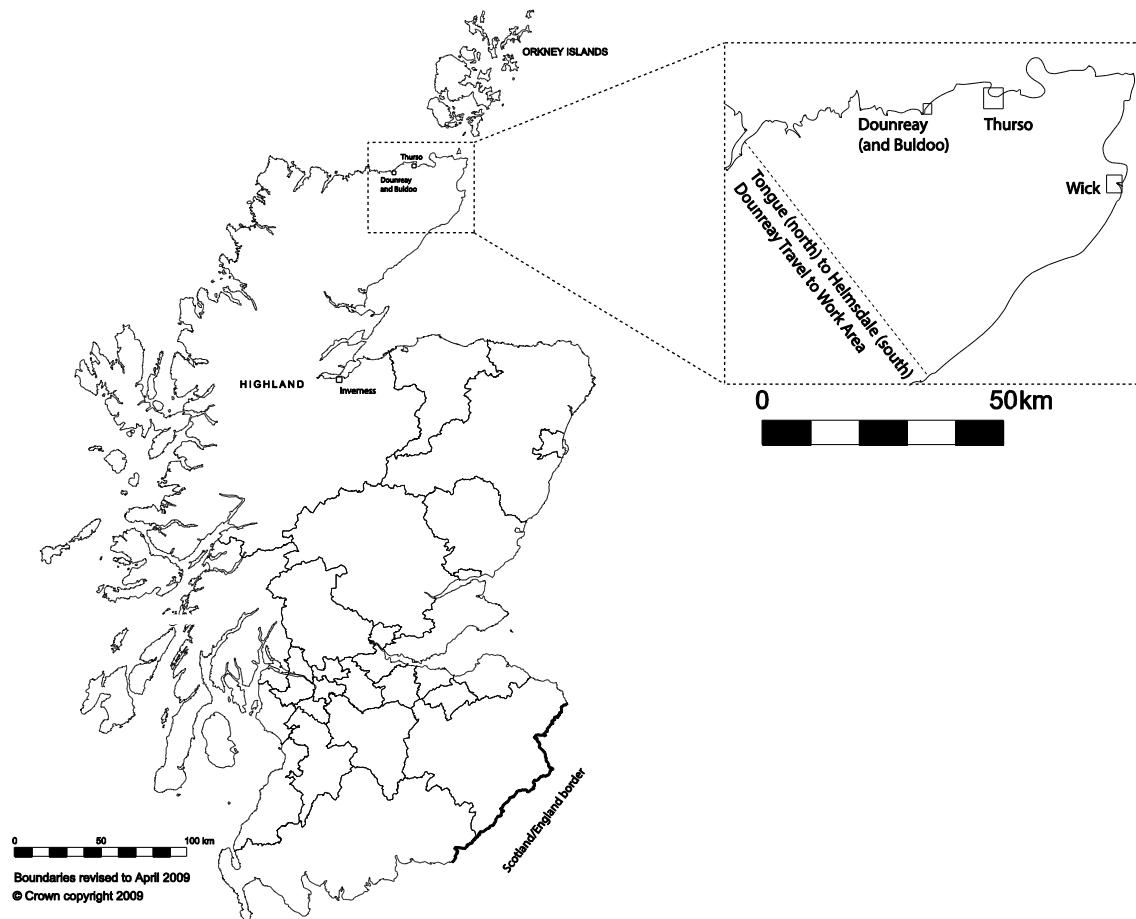 ORKNEY ISLANDS
Thurso
Dounreay
and Buldoo
HIGHLAND
Inverness
Scotland/England border
0 50 100 km
Boundaries revised to April 2009
© Crown copyright 2009
Dounreay
(and Buldoo)
Thurso
Wick
Tongue (north) to Helmsdale (south)
Dounreay Travel to Work Area
0 50km